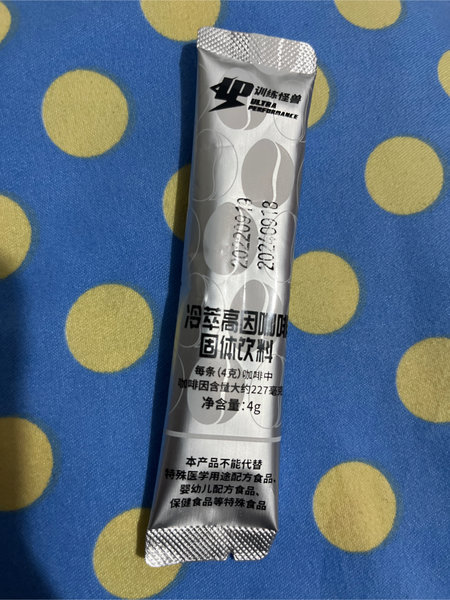 训练怪兽
ULTRA
PERFORMANCE
20220919
20240918
冷萃高因咖啡
固体饮料
每条(4克)咖啡中
咖啡因含量大约227毫克
净含量:4g
本产品不能代替
特殊医学用途配方食品、
婴幼儿配方食品、
保健食品等特殊食品